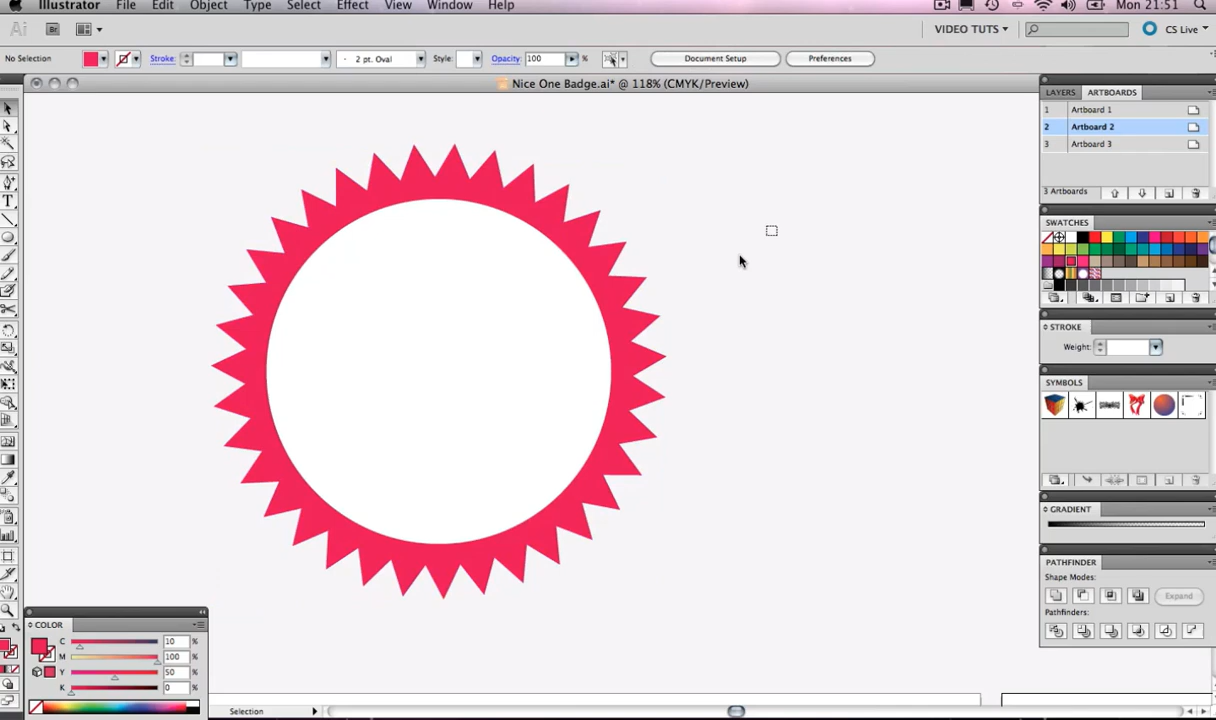 Illustrator File Edit Object Type Select Effect View Window Help Mon 21:51
Ai Br VIDEO TUTS CS Live
No Selection Stroke: 2 pt. Oval Style: Opacity: 100 % Document Setup Preferences
Nice One Badge.ai* @ 118% (CMYK/Preview)
LAYERS ARTBOARDS
1 Artboard 1
2 Artboard 2
3 Artboard 3
3 Artboards
SWATCHES
STROKE
Weight:
SYMBOLS
GRADIENT
PATHFINDER
Shape Modes:
Expand
Pathfinders:
COLOR
C 10 %
M 100 %
Y 50 %
K 0 %
Selection